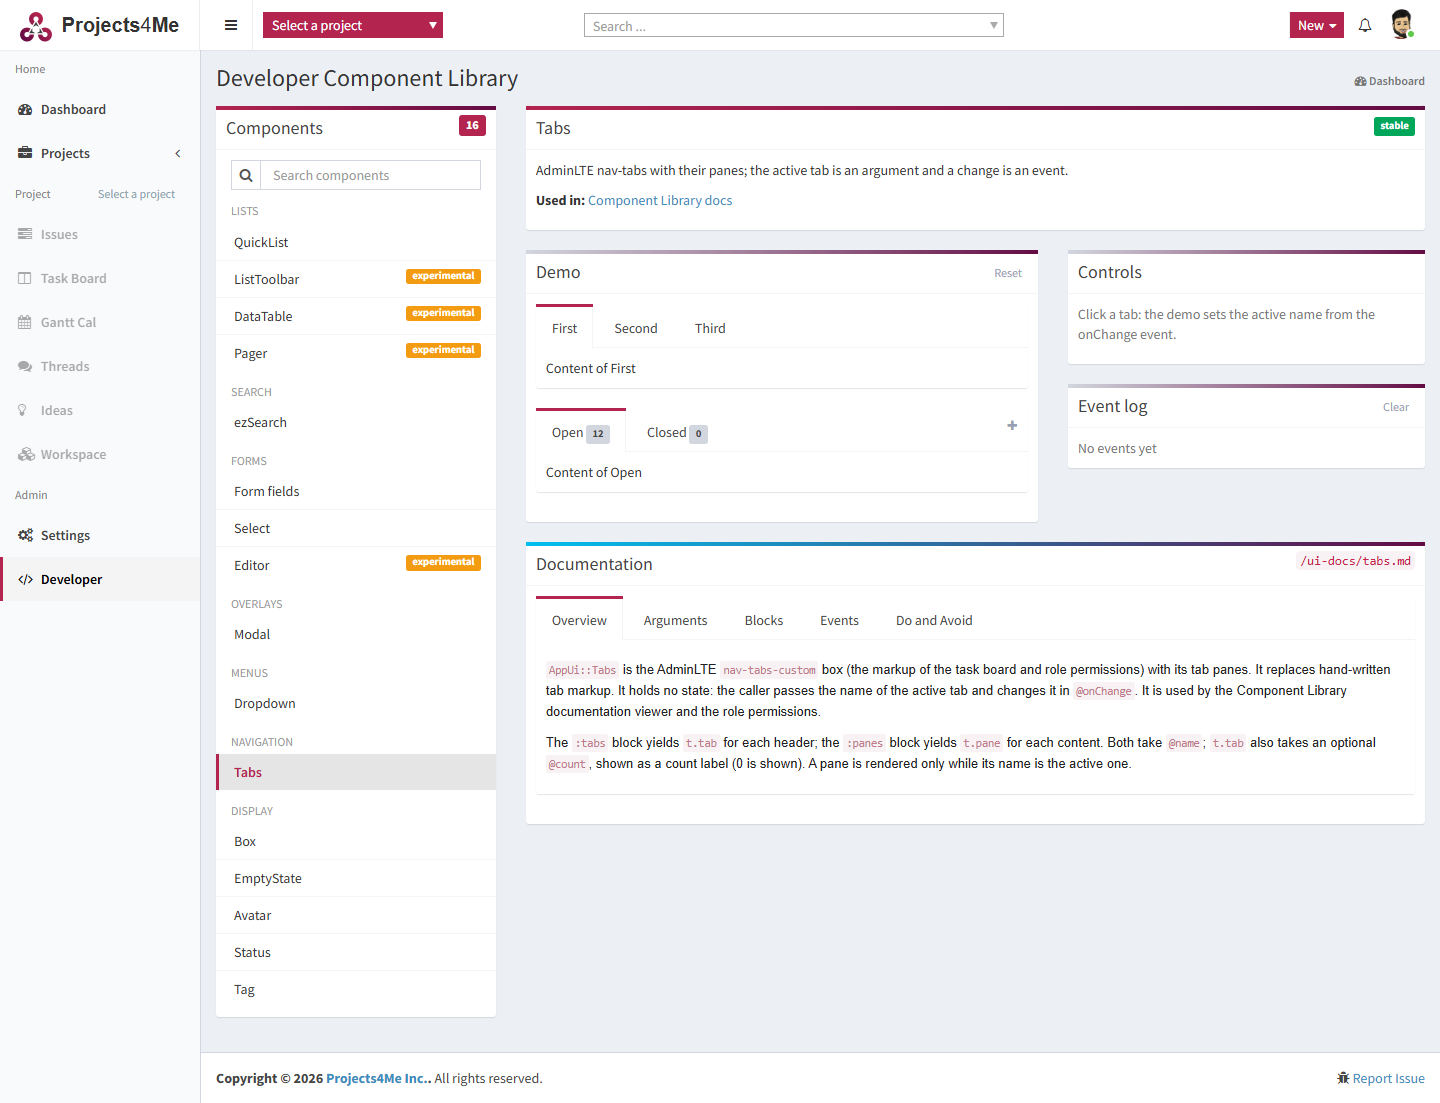 Projects4Me
Select a project
Search ...
New
Home
Dashboard
Projects
Project
Select a project
Issues
Task Board
Gantt Cal
Threads
Ideas
Workspace
Admin
Settings
Developer
Developer Component Library
Dashboard
Components
16
Search components
LISTS
QuickList
ListToolbar
experimental
DataTable
experimental
Pager
experimental
SEARCH
ezSearch
FORMS
Form fields
Select
Editor
experimental
OVERLAYS
Modal
MENUS
Dropdown
NAVIGATION
Tabs
DISPLAY
Box
EmptyState
Avatar
Status
Tag
Tabs
stable
AdminLTE nav-tabs with their panes; the active tab is an argument and a change is an event.
Used in: Component Library docs
Demo
Reset
First Second Third
Content of First
Open 12 Closed 0
Content of Open
Controls
Click a tab: the demo sets the active name from the
onChange event.
Event log
Clear
No events yet
Documentation
/ui-docs/tabs.md
Overview Arguments Blocks Events Do and Avoid
AppUi::Tabs is the AdminLTE nav-tabs-custom box (the markup of the task board and role permissions) with its tab panes. It replaces hand-written
tab markup. It holds no state: the caller passes the name of the active tab and changes it in @onChange. It is used by the Component Library
documentation viewer and the role permissions.
The :tabs block yields t.tab for each header; the :panes block yields t.pane for each content. Both take @name; t.tab also takes an optional
@count, shown as a count label (0 is shown). A pane is rendered only while its name is the active one.
Copyright © 2026 Projects4Me Inc.. All rights reserved.
Report Issue